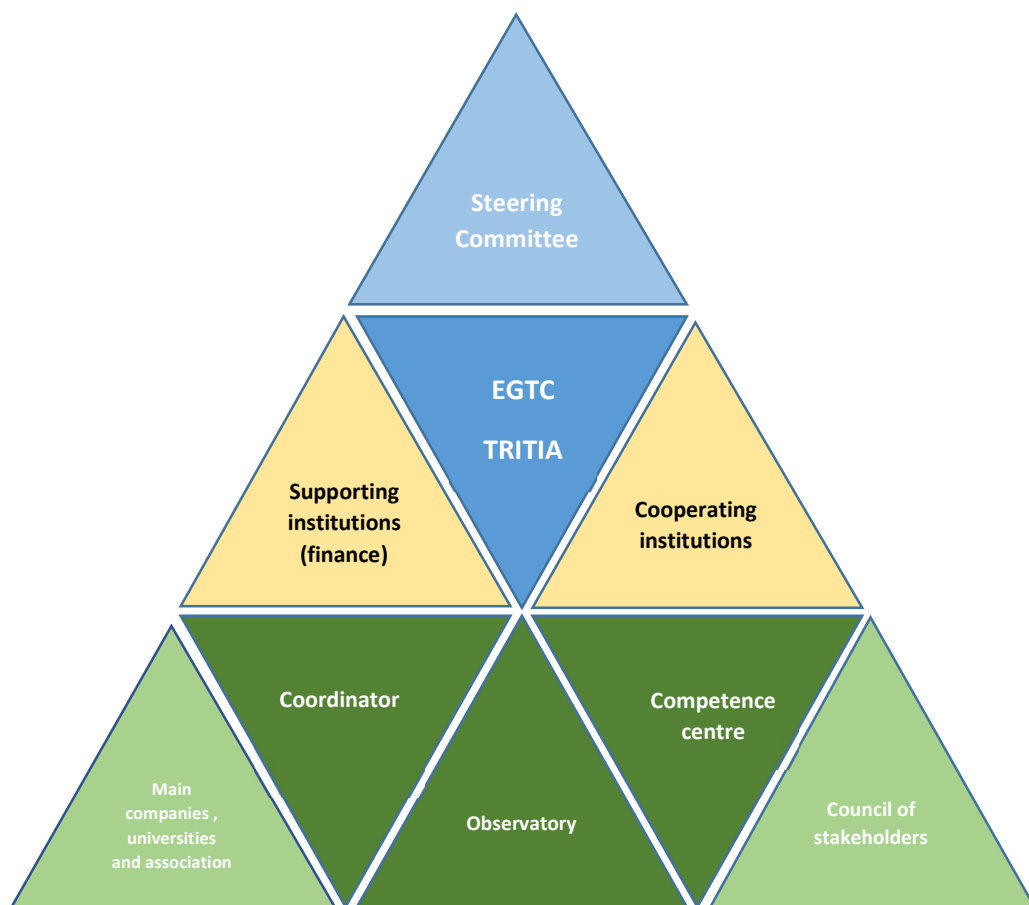 Steering
Committee
EGTC
TRITIA
Supporting
institutions
(finance)
Cooperating
institutions
Coordinator
Competence
centre
Main
companies ,
universities
and association
Observatory
Council of
stakeholders